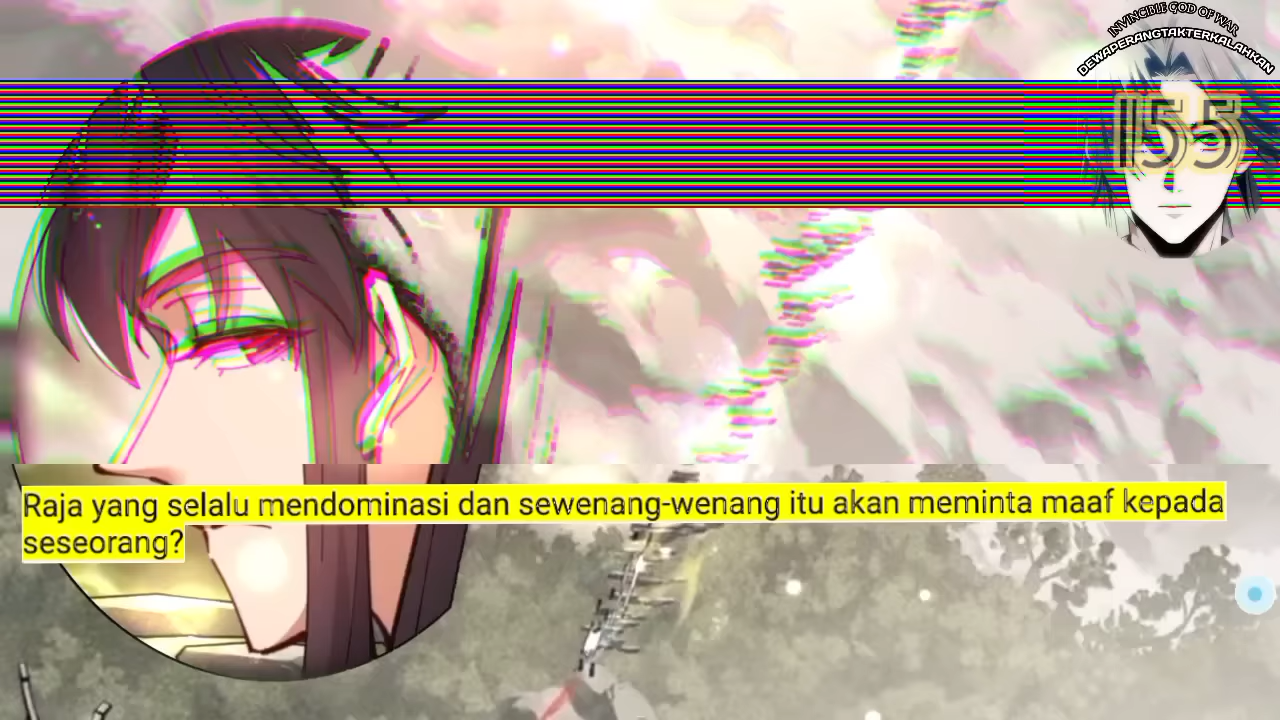 INVINCIBLE GOD OF WAR
DEWAPERANGTAKTERKALAHKAN
155
Raja yang selalu mendominasi dan sewenang-wenang itu akan meminta maaf kepada
seseorang?